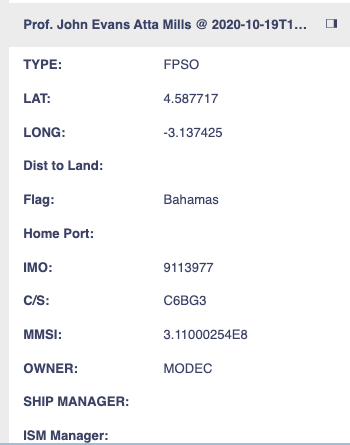 Prof. John Evans Atta Mills @ 2020-10-19T1...
TYPE: FPSO
LAT: 4.587717
LONG: -3.137425
Dist to Land:
Flag: Bahamas
Home Port:
IMO: 9113977
C/S: C6BG3
MMSI: 3.11000254E8
OWNER: MODEC
SHIP MANAGER:
ISM Manager: